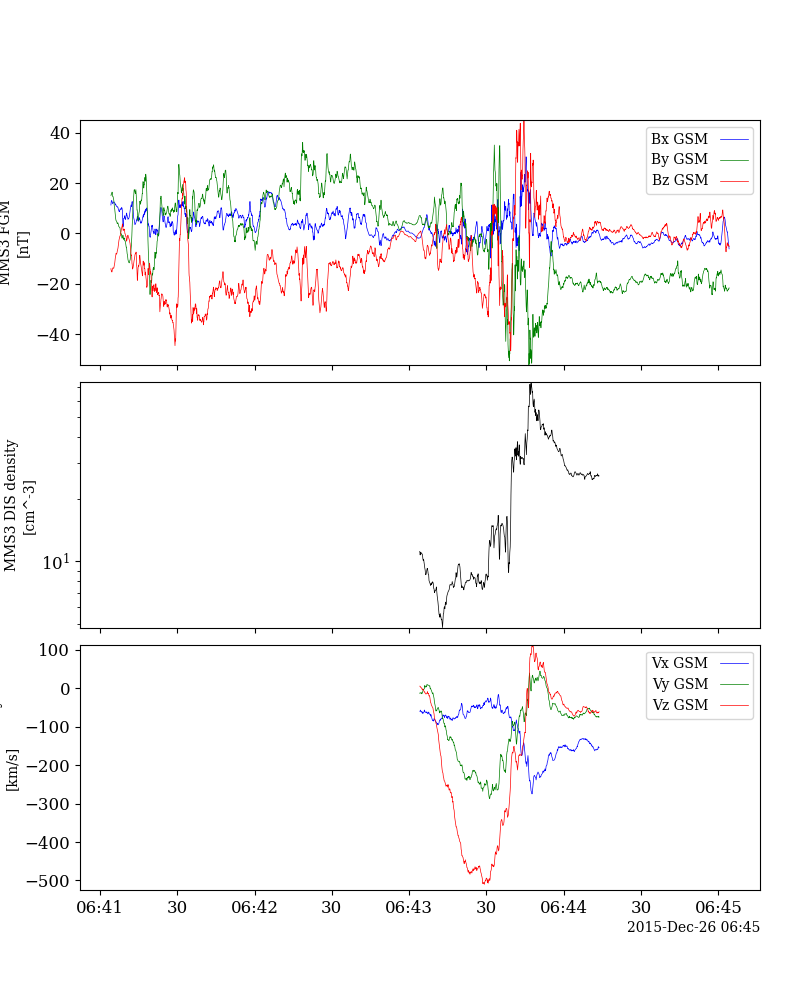 40
20
0
−20
−40
MMS3 FGM
[nT]
Bx GSM
By GSM
Bz GSM
10^1
MMS3 DIS density
[cm^-3]
100
0
−100
−200
−300
−400
−500
[km/s]
Vx GSM
Vy GSM
Vz GSM
06:41 30 06:42 30 06:43 30 06:44 30 06:45
2015-Dec-26 06:45